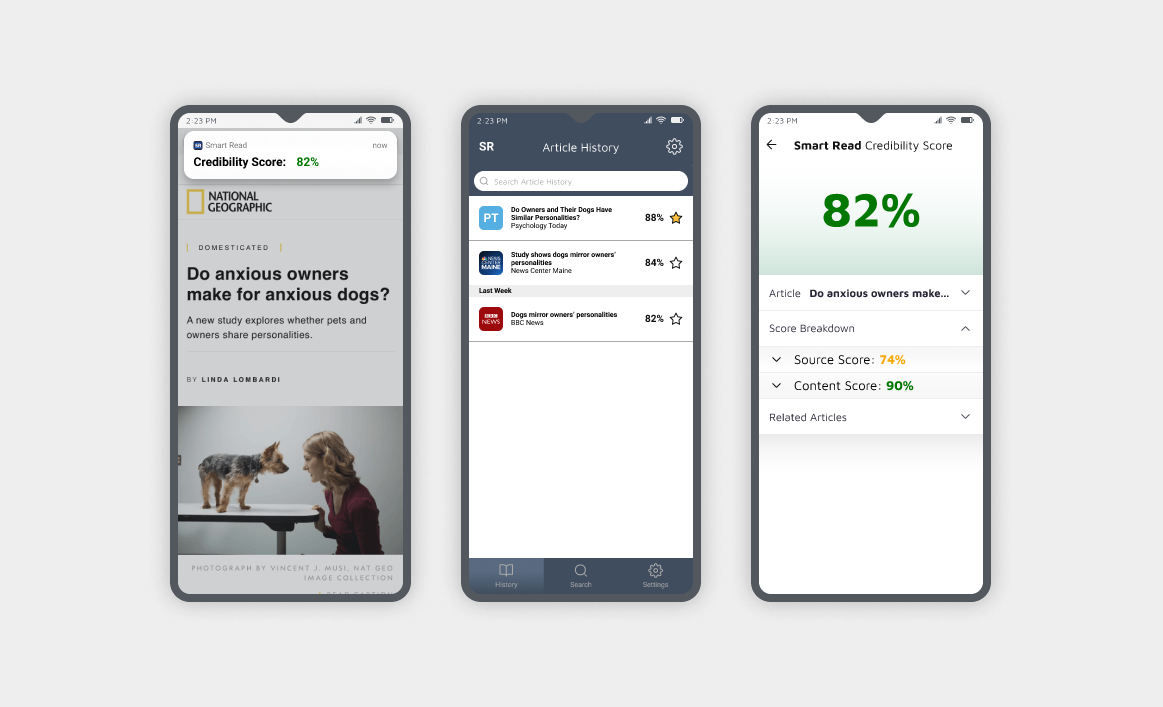 2:23 PM
SR Smart Read now
Credibility Score: 82%
NATIONAL
GEOGRAPHIC
DOMESTICATED
Do anxious owners
make for anxious dogs?
A new study explores whether pets and
owners share personalities.
BY LINDA LOMBARDI
PHOTOGRAPH BY VINCENT J. MUSI, NAT GEO
IMAGE COLLECTION
2:23 PM
SR Article History
Search Article History
PT
Do Owners and Their Dogs Have
Similar Personalities?
Psychology Today
88%
NEWS
CENTER
MAINE
Study shows dogs mirror owners'
personalities
News Center Maine
84%
Last Week
BBC
NEWS
Dogs mirror owners' personalities
BBC News
82%
History Search Settings
2:23 PM
Smart Read Credibility Score
82%
Article Do anxious owners make...
Score Breakdown
Source Score: 74%
Content Score: 90%
Related Articles